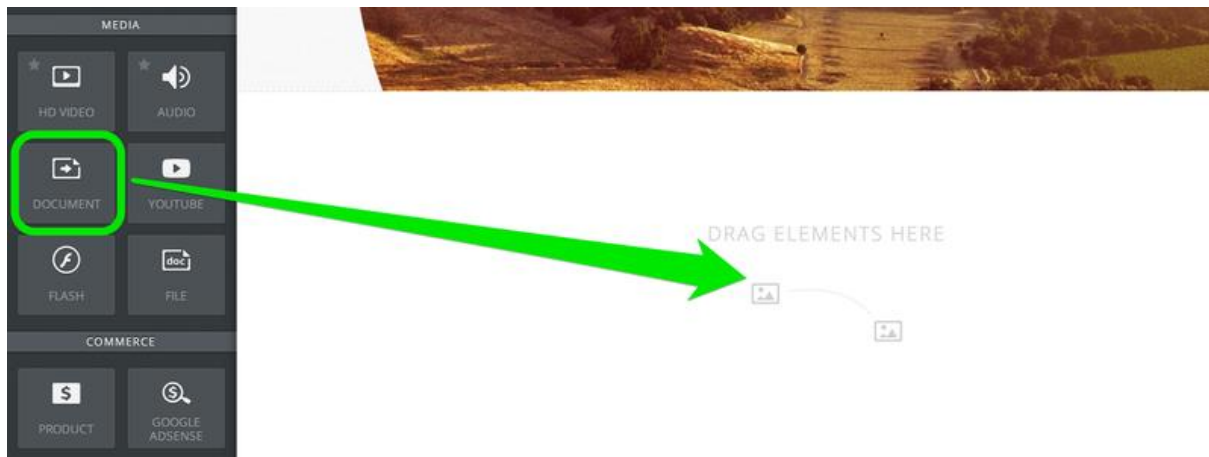 MEDIA
HD VIDEO
AUDIO
DOCUMENT
YOUTUBE
DRAG ELEMENTS HERE
FLASH
doc
FILE
COMMERCE
$
$
PRODUCT
GOOGLE
ADSENSE